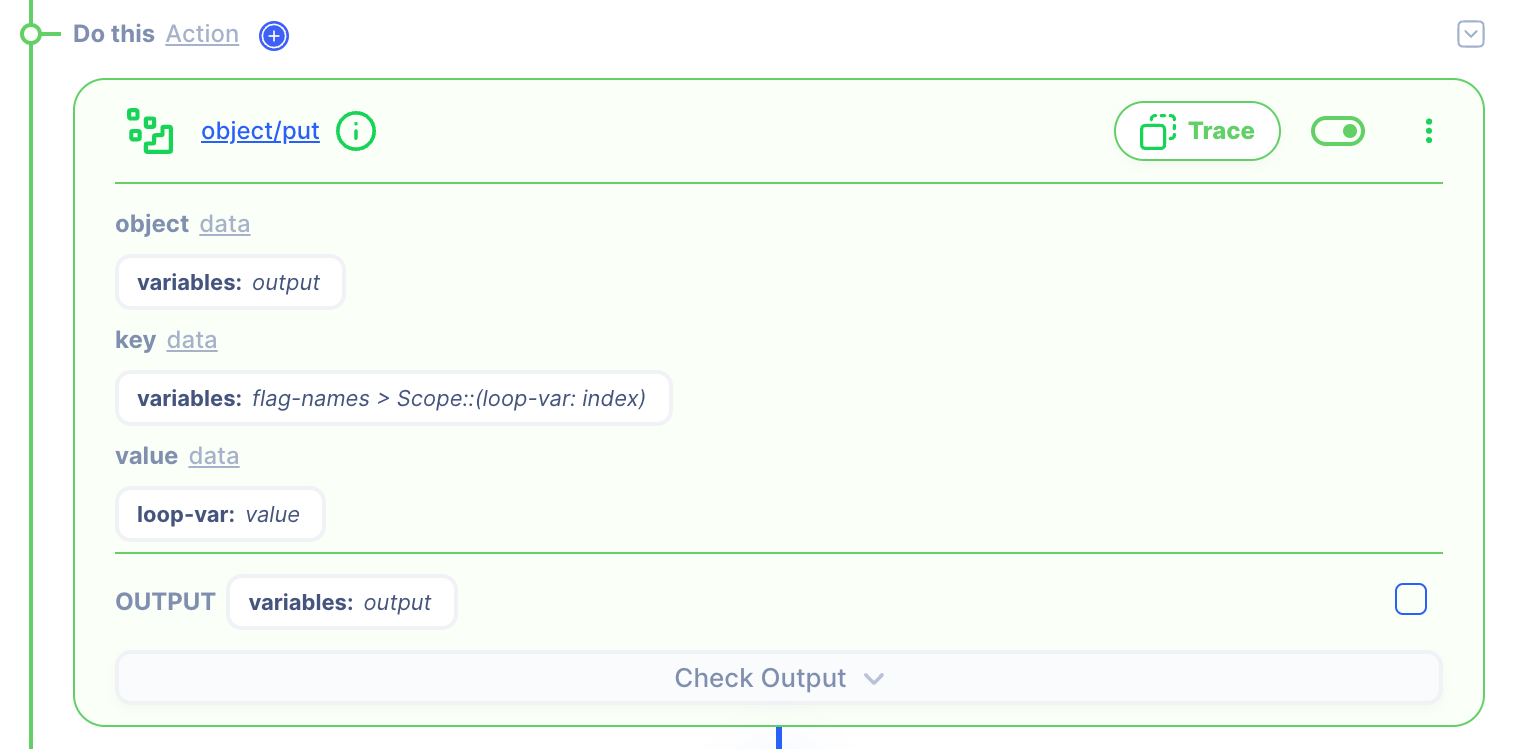 Do this Action
object/put
Trace
object data
variables: output
key data
variables: flag-names > Scope::(loop-var: index)
value data
loop-var: value
OUTPUT variables: output
Check Output